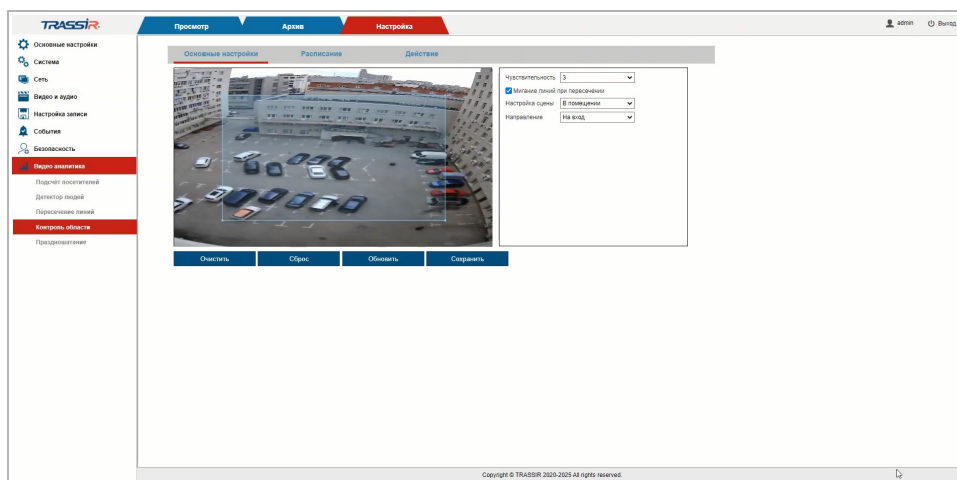 TRASSIR
Просмотр Архив Настройка admin Выход
Основные настройки
Система
Сеть
Видео и аудио
Настройка записи
События
Безопасность
Видео аналитика
Подсчёт посетителей
Детектор людей
Пересечение линий
Контроль области
Праздношатание
Основные настройки Расписание Действие
Чувствительность 3
Мигание линий при пересечении
Настройка сцены В помещении
Направление На вход
Очистить Сброс Обновить Сохранить
Copyright © TRASSIR 2020-2025 All rights reserved.